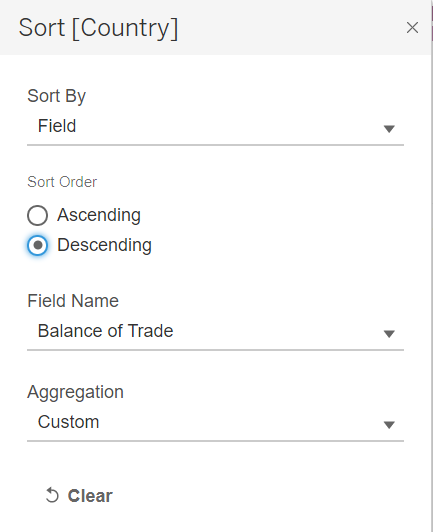 Sort [Country]
Sort By
Field
Sort Order
Ascending
Descending
Field Name
Balance of Trade
Aggregation
Custom
Clear